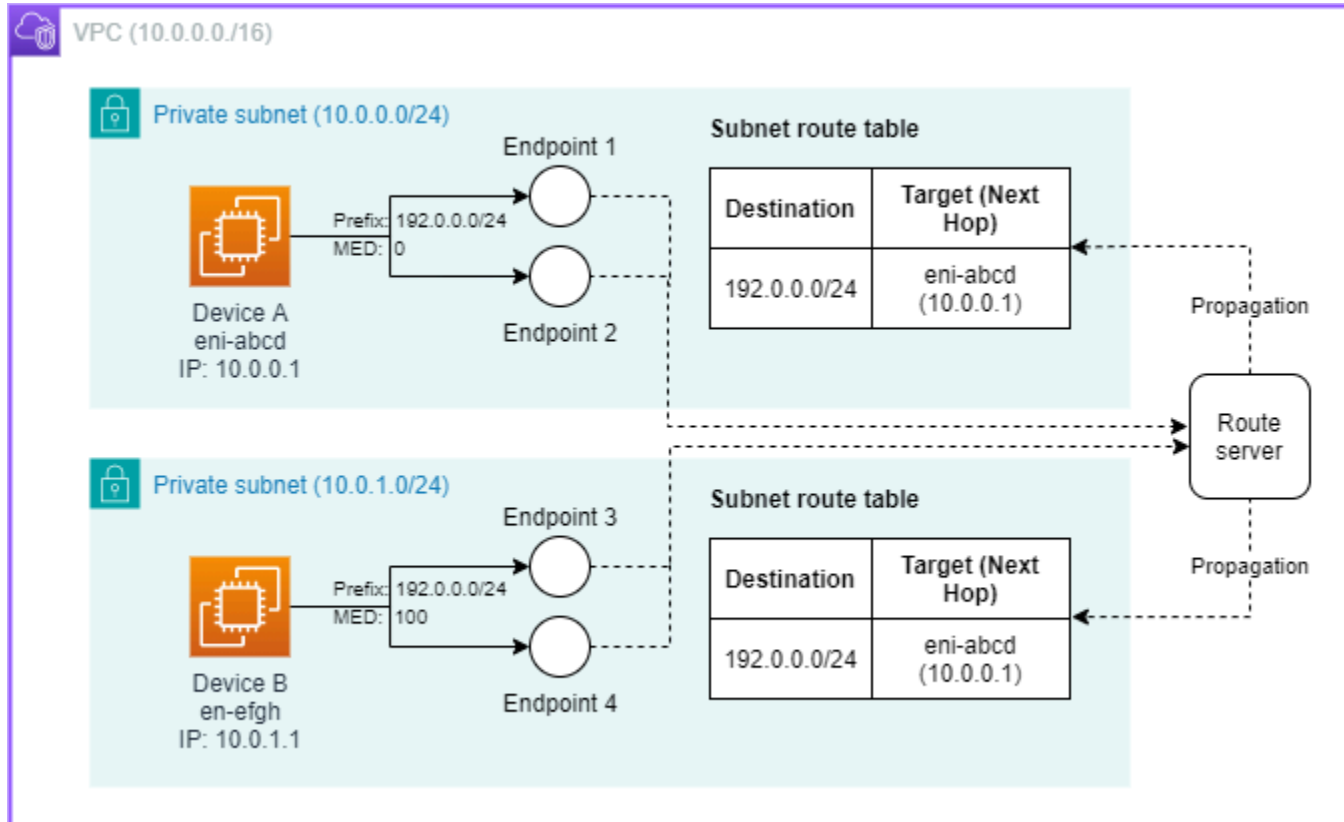 VPC (10.0.0.0./16)
Private subnet (10.0.0.0/24)
Endpoint 1
Prefix: 192.0.0.0/24
MED: 0
Endpoint 2
Device A
eni-abcd
IP: 10.0.0.1
Subnet route table
Destination
Target (Next
Hop)
192.0.0.0/24
eni-abcd
(10.0.0.1)
Propagation
Route
server
Propagation
Private subnet (10.0.1.0/24)
Endpoint 3
Prefix: 192.0.0.0/24
MED: 100
Endpoint 4
Device B
en-efgh
IP: 10.0.1.1
Subnet route table
Destination
Target (Next
Hop)
192.0.0.0/24
eni-abcd
(10.0.0.1)